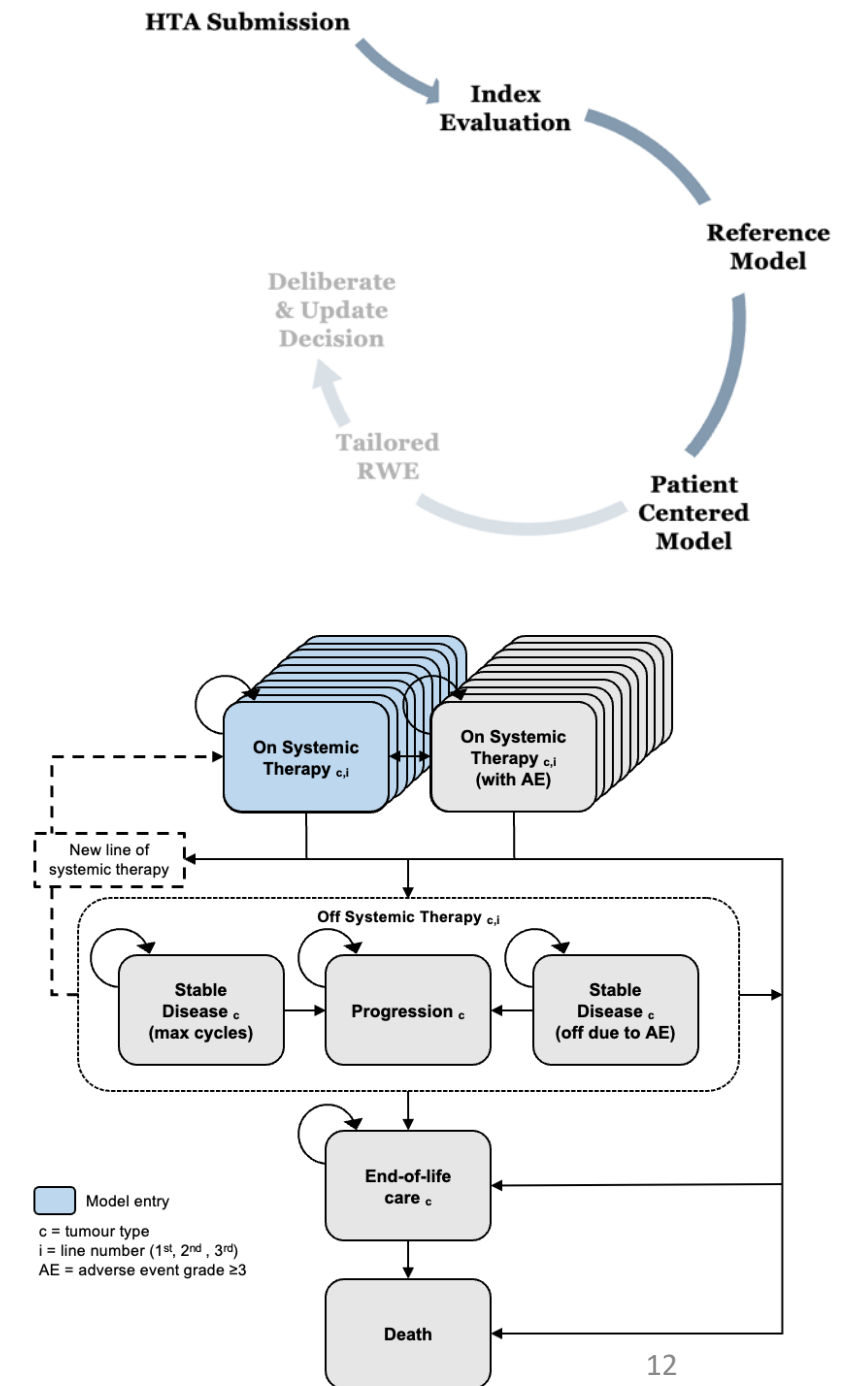 HTA Submission
Index
Evaluation
Reference
Model
Deliberate
& Update
Decision
Tailored
RWE
Patient
Centered
Model
On Systemic
Therapy c,i
On Systemic
Therapy c,i
(with AE)
New line of
systemic therapy
Off Systemic Therapy c,i
Stable
Disease c
(max cycles)
Progression c
Stable
Disease c
(off due to AE)
End-of-life
care c
Model entry
c = tumour type
i = line number (1st, 2nd , 3rd)
AE = adverse event grade ≥3
Death
12